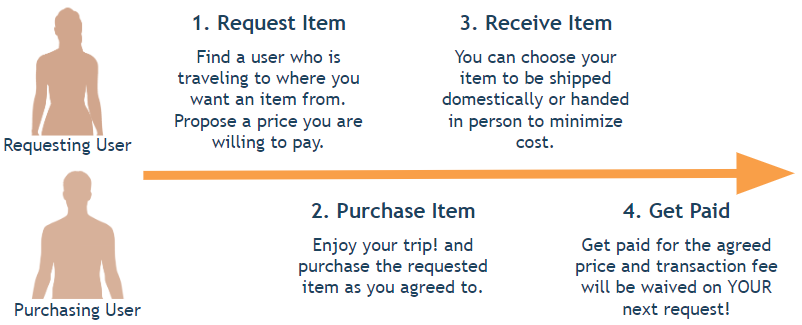 1. Request Item
Find a user who is
traveling to where you
want an item from.
Propose a price you are
willing to pay.
3. Receive Item
You can choose your
item to be shipped
domestically or handed
in person to minimize
cost.
Requesting User
2. Purchase Item
Enjoy your trip! and
purchase the requested
item as you agreed to.
4. Get Paid
Get paid for the agreed
price and transaction fee
will be waived on YOUR
next request!
Purchasing User